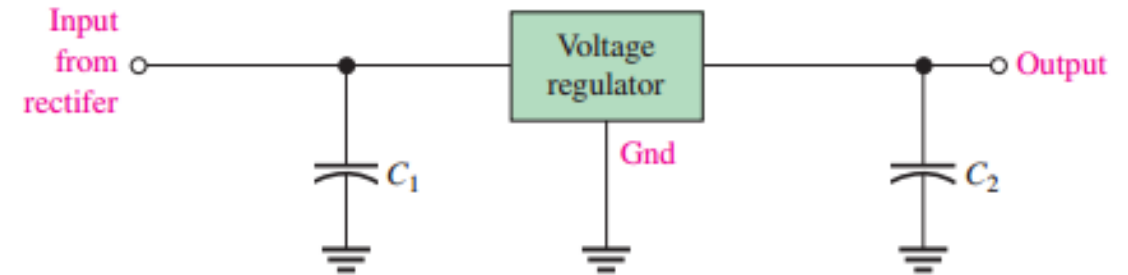 Input
from
rectifer
Voltage
regulator
Output
Gnd
C1
C2